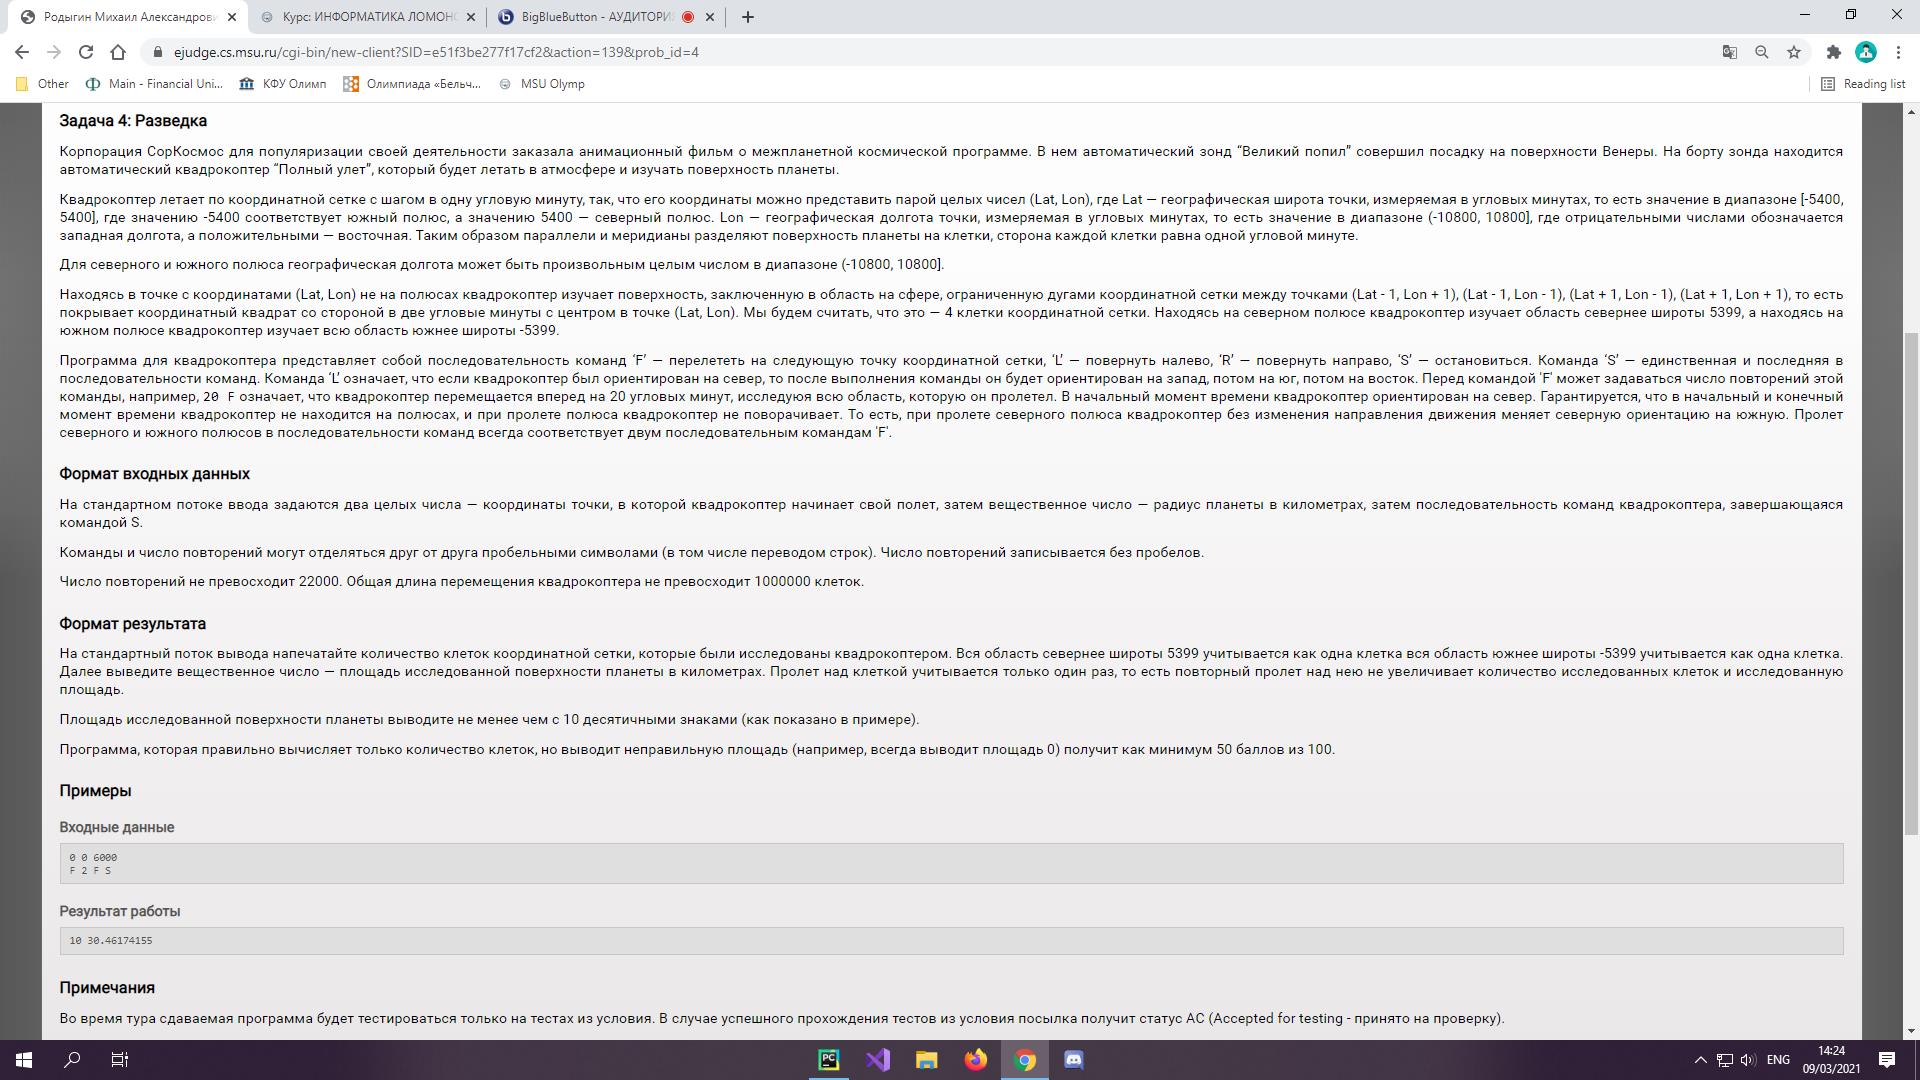 Родыгин Михаил Александрови
Курс: ИНФОРМАТИКА ЛОМОНО
BigBlueButton - АУДИТОРИ
ejudge.cs.msu.ru/cgi-bin/new-client?SID=e51f3be277f17cf2&action=139&prob_id=4
Other
Main - Financial Uni...
КФУ Олимп
Олимпиада «Бельч...
MSU Olymp
Reading list
Задача 4: Разведка
Корпорация СорКосмос для популяризации своей деятельности заказала анимационный фильм о межпланетной космической программе. В нем автоматический зонд “Великий попил” совершил посадку на поверхности Венеры. На борту зонда находится
автоматический квадрокоптер “Полный улет”, который будет летать в атмосфере и изучать поверхность планеты.
Квадрокоптер летает по координатной сетке с шагом в одну угловую минуту, так, что его координаты можно представить парой целых чисел (Lat, Lon), где Lat — географическая широта точки, измеряемая в угловых минутах, то есть значение в диапазоне [-5400,
5400], где значению -5400 соответствует южный полюс, а значению 5400 — северный полюс. Lon — географическая долгота точки, измеряемая в угловых минутах, то есть значение в диапазоне (-10800, 10800], где отрицательными числами обозначается
западная долгота, а положительными — восточная. Таким образом параллели и меридианы разделяют поверхность планеты на клетки, сторона каждой клетки равна одной угловой минуте.
Для северного и южного полюса географическая долгота может быть произвольным целым числом в диапазоне (-10800, 10800].
Находясь в точке с координатами (Lat, Lon) не на полюсах квадрокоптер изучает поверхность, заключенную в область на сфере, ограниченную дугами координатной сетки между точками (Lat - 1, Lon + 1), (Lat - 1, Lon - 1), (Lat + 1, Lon - 1), (Lat + 1, Lon + 1), то есть
покрывает координатный квадрат со стороной в две угловые минуты с центром в точке (Lat, Lon). Мы будем считать, что это — 4 клетки координатной сетки. Находясь на северном полюсе квадрокоптер изучает область севернее широты 5399, а находясь на
южном полюсе квадрокоптер изучает всю область южнее широты -5399.
Программа для квадрокоптера представляет собой последовательность команд ‘F’ — перелететь на следующую точку координатной сетки, ‘L’ — повернуть налево, ‘R’ — повернуть направо, ‘S’ — остановиться. Команда ‘S’ — единственная и последняя в
последовательности команд. Команда ‘L’ означает, что если квадрокоптер был ориентирован на север, то после выполнения команды он будет ориентирован на запад, потом на юг, потом на восток. Перед командой 'F' может задаваться число повторений этой
команды, например, 20 F означает, что квадрокоптер перемещается вперед на 20 угловых минут, исследуюя всю область, которую он пролетел. В начальный момент времени квадрокоптер ориентирован на север. Гарантируется, что в начальный и конечный
момент времени квадрокоптер не находится на полюсах, и при пролете полюса квадрокоптер не поворачивает. То есть, при пролете северного полюса квадрокоптер без изменения направления движения меняет северную ориентацию на южную. Пролет
северного и южного полюсов в последовательности команд всегда соответствует двум последовательным командам 'F'.
Формат входных данных
На стандартном потоке ввода задаются два целых числа — координаты точки, в которой квадрокоптер начинает свой полет, затем вещественное число — радиус планеты в километрах, затем последовательность команд квадрокоптера, завершающаяся
командой S.
Команды и число повторений могут отделяться друг от друга пробельными символами (в том числе переводом строк). Число повторений записывается без пробелов.
Число повторений не превосходит 22000. Общая длина перемещения квадрокоптера не превосходит 1000000 клеток.
Формат результата
На стандартный поток вывода напечатайте количество клеток координатной сетки, которые были исследованы квадрокоптером. Вся область севернее широты 5399 учитывается как одна клетка вся область южнее широты -5399 учитывается как одна клетка.
Далее выведите вещественное число — площадь исследованной поверхности планеты в километрах. Пролет над клеткой учитывается только один раз, то есть повторный пролет над нею не увеличивает количество исследованных клеток и исследованную
площадь.
Площадь исследованной поверхности планеты выводите не менее чем с 10 десятичными знаками (как показано в примере).
Программа, которая правильно вычисляет только количество клеток, но выводит неправильную площадь (например, всегда выводит площадь 0) получит как минимум 50 баллов из 100.
Примеры
Входные данные
0 0 6000
F 2 F S
Результат работы
10 30.46174155
Примечания
Во время тура сдаваемая программа будет тестироваться только на тестах из условия. В случае успешного прохождения тестов из условия посылка получит статус AC (Accepted for testing - принято на проверку).
PC
ENG
14:24
09/03/2021